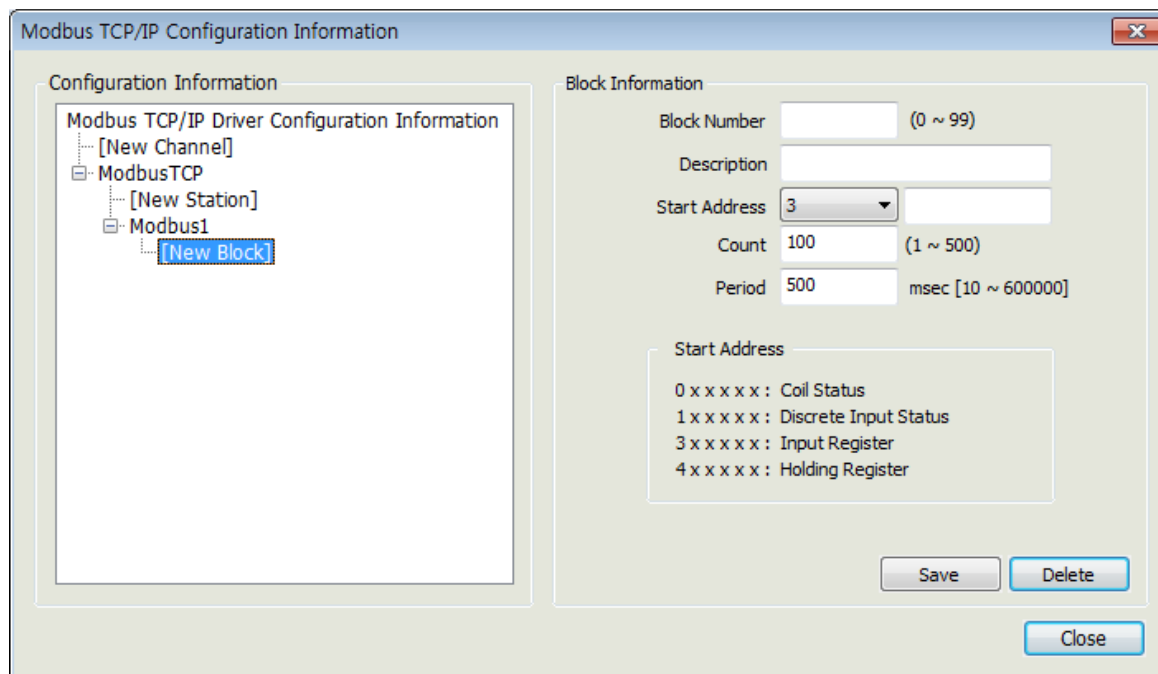 Modbus TCP/IP Configuration Information
Configuration Information
Modbus TCP/IP Driver Configuration Information
[New Channel]
ModbusTCP
[New Station]
Modbus1
[New Block]
Block Information
Block Number (0 ~ 99)
Description
Start Address 3
Count 100 (1 ~ 500)
Period 500 msec [10 ~ 600000]
Start Address
0 x x x x x : Coil Status
1 x x x x x : Discrete Input Status
3 x x x x x : Input Register
4 x x x x x : Holding Register
Save Delete
Close